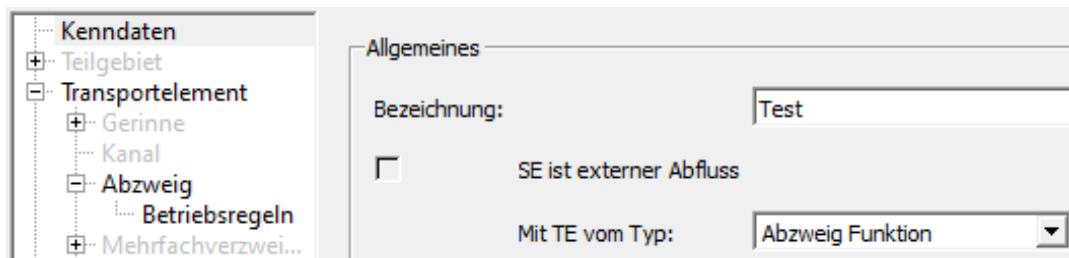 Kenndaten
Teilgebiet
Transportelement
Gerinne
Kanal
Abzweig
Betriebsregeln
Mehrfachverzwei...
Allgemeines
Bezeichnung:
Test
SE ist externer Abfluss
Mit TE vom Typ:
Abzweig Funktion